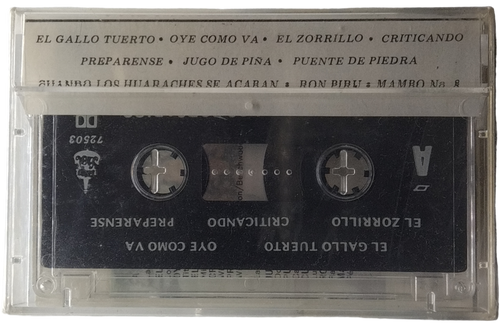 EL GALLO TUERTO • OYE COMO VA • EL ZORRILLO • CRITICANDO
PREPARENSE • JUGO DE PIÑA • PUENTE DE PIEDRA
CUANDO LOS HUARACHES SE ACABAN • RON PIRU • MAMBO No. 8
A
EL GALLO TUERTO OYE COMO VA
EL ZORRILLO CRITICANDO PREPARENSE
72503